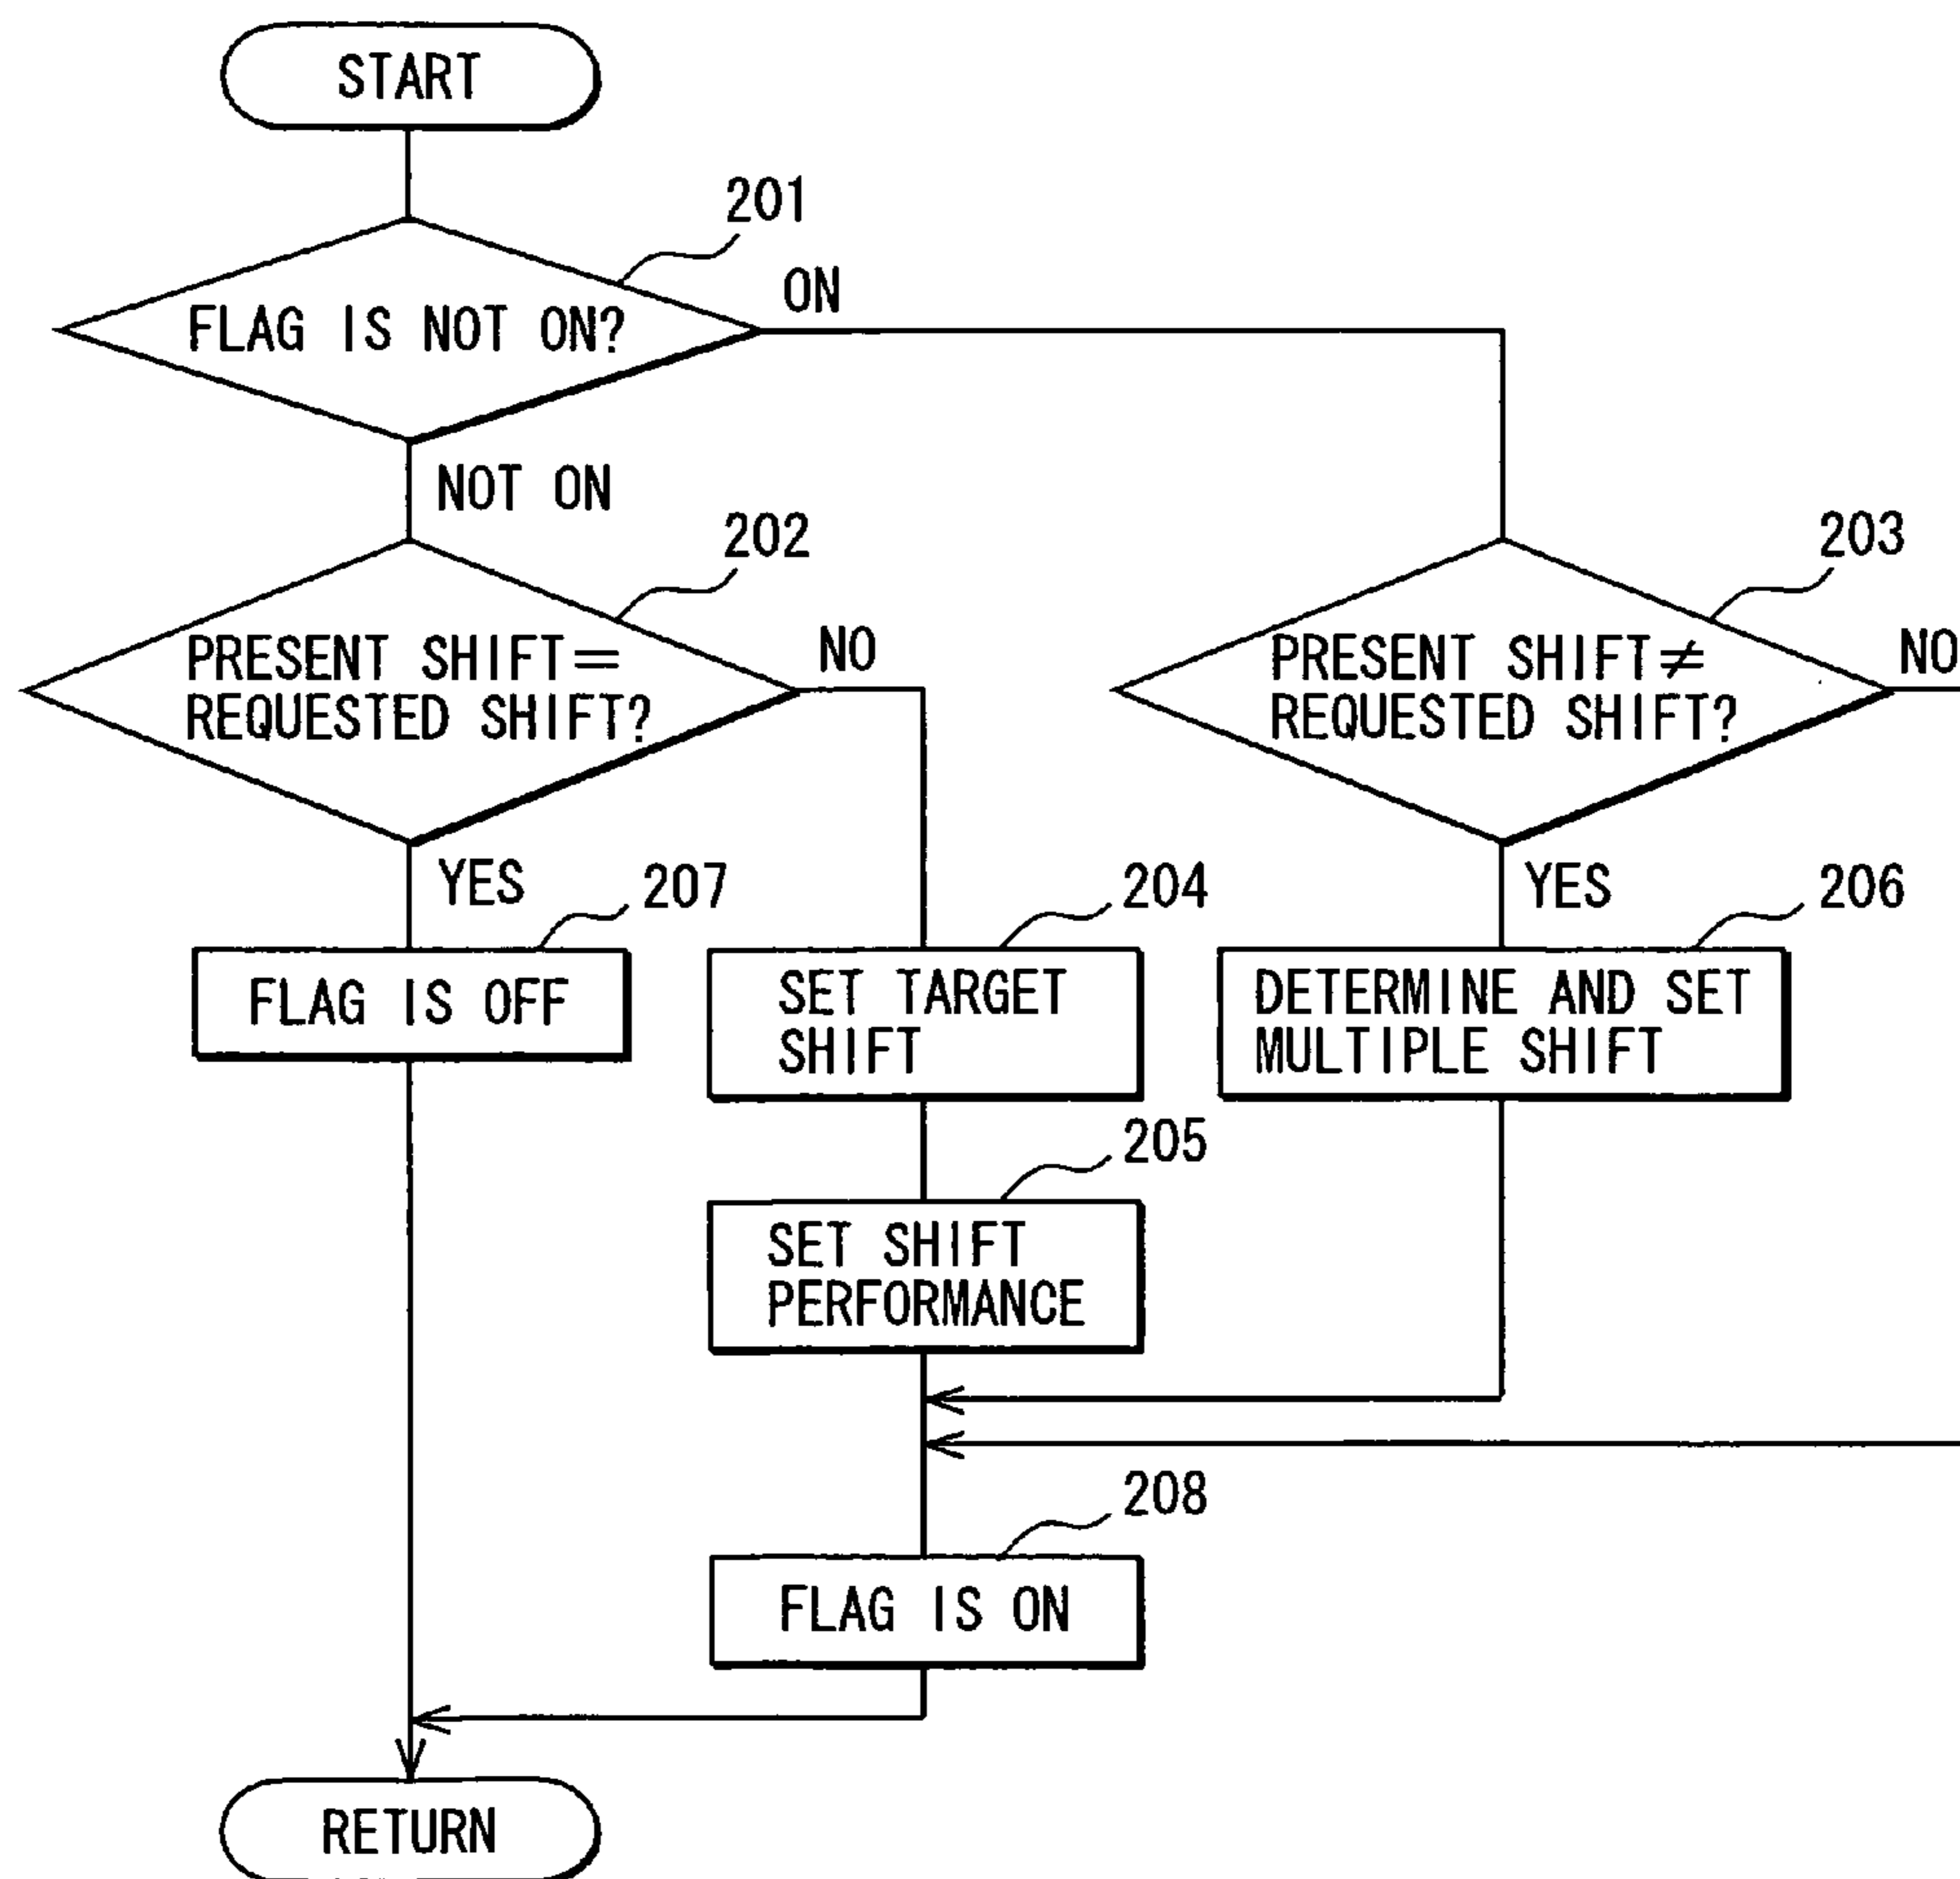 START
201
FLAG IS NOT ON?
ON
NOT ON
202
203
PRESENT SHIFT=
REQUESTED SHIFT?
NO
PRESENT SHIFT≠
REQUESTED SHIFT?
NO
YES
207
204
YES
206
FLAG IS OFF
SET TARGET
SHIFT
DETERMINE AND SET
MULTIPLE SHIFT
205
SET SHIFT
PERFORMANCE
208
FLAG IS ON
RETURN